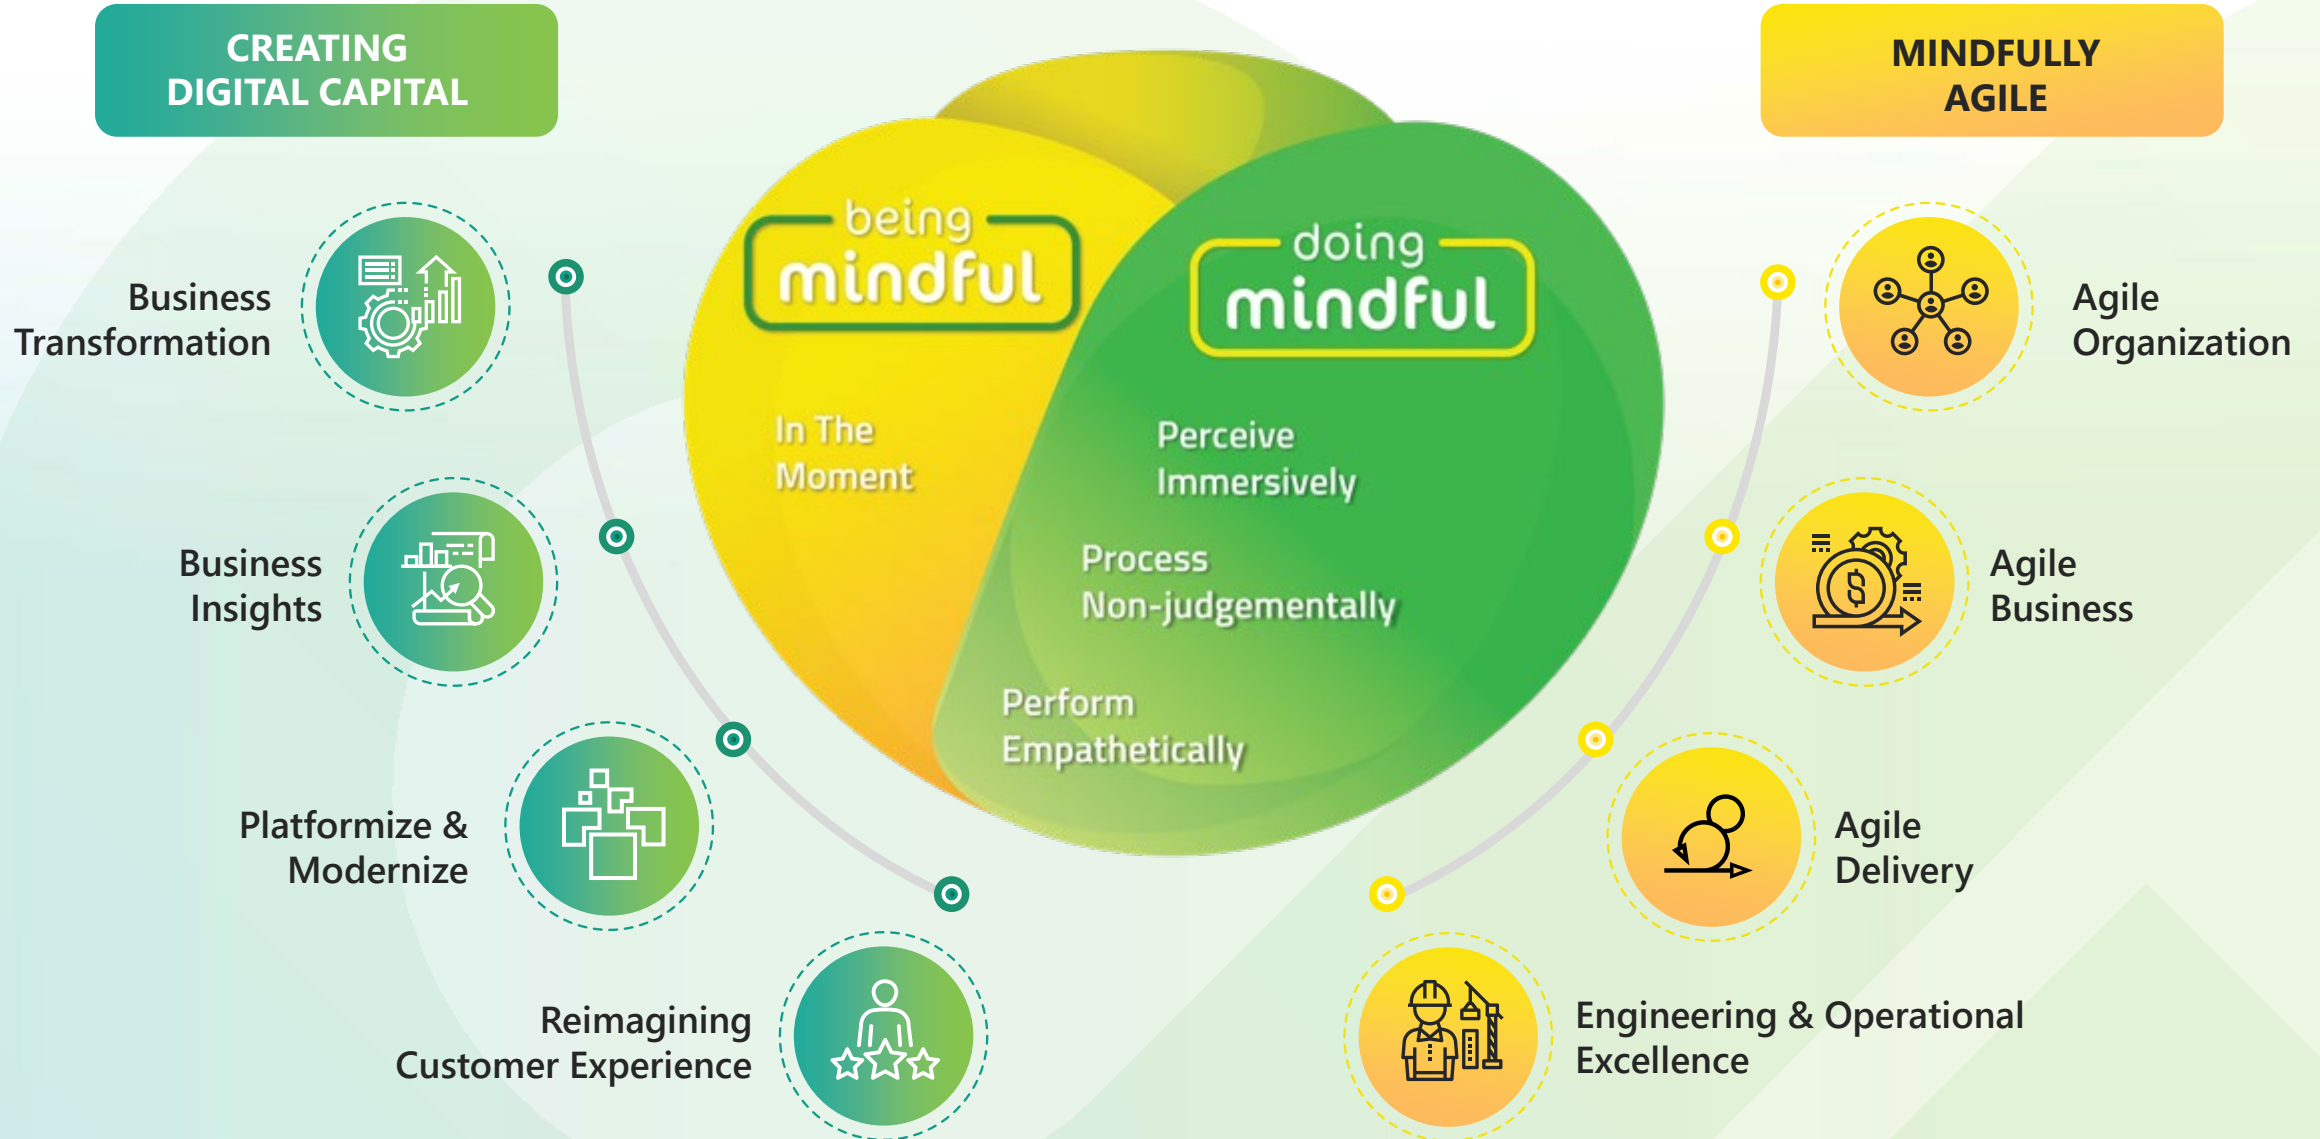 CREATING
DIGITAL CAPITAL
Business
Transformation
Business
Insights
Platformize &
Modernize
Reimagining
Customer Experience
being
mindful
In The
Moment
doing
mindful
Perceive
Immersively
Process
Non-judgementally
Perform
Empathetically
MINDFULLY
AGILE
Agile
Organization
$
Agile
Business
Agile
Delivery
Engineering & Operational
Excellence